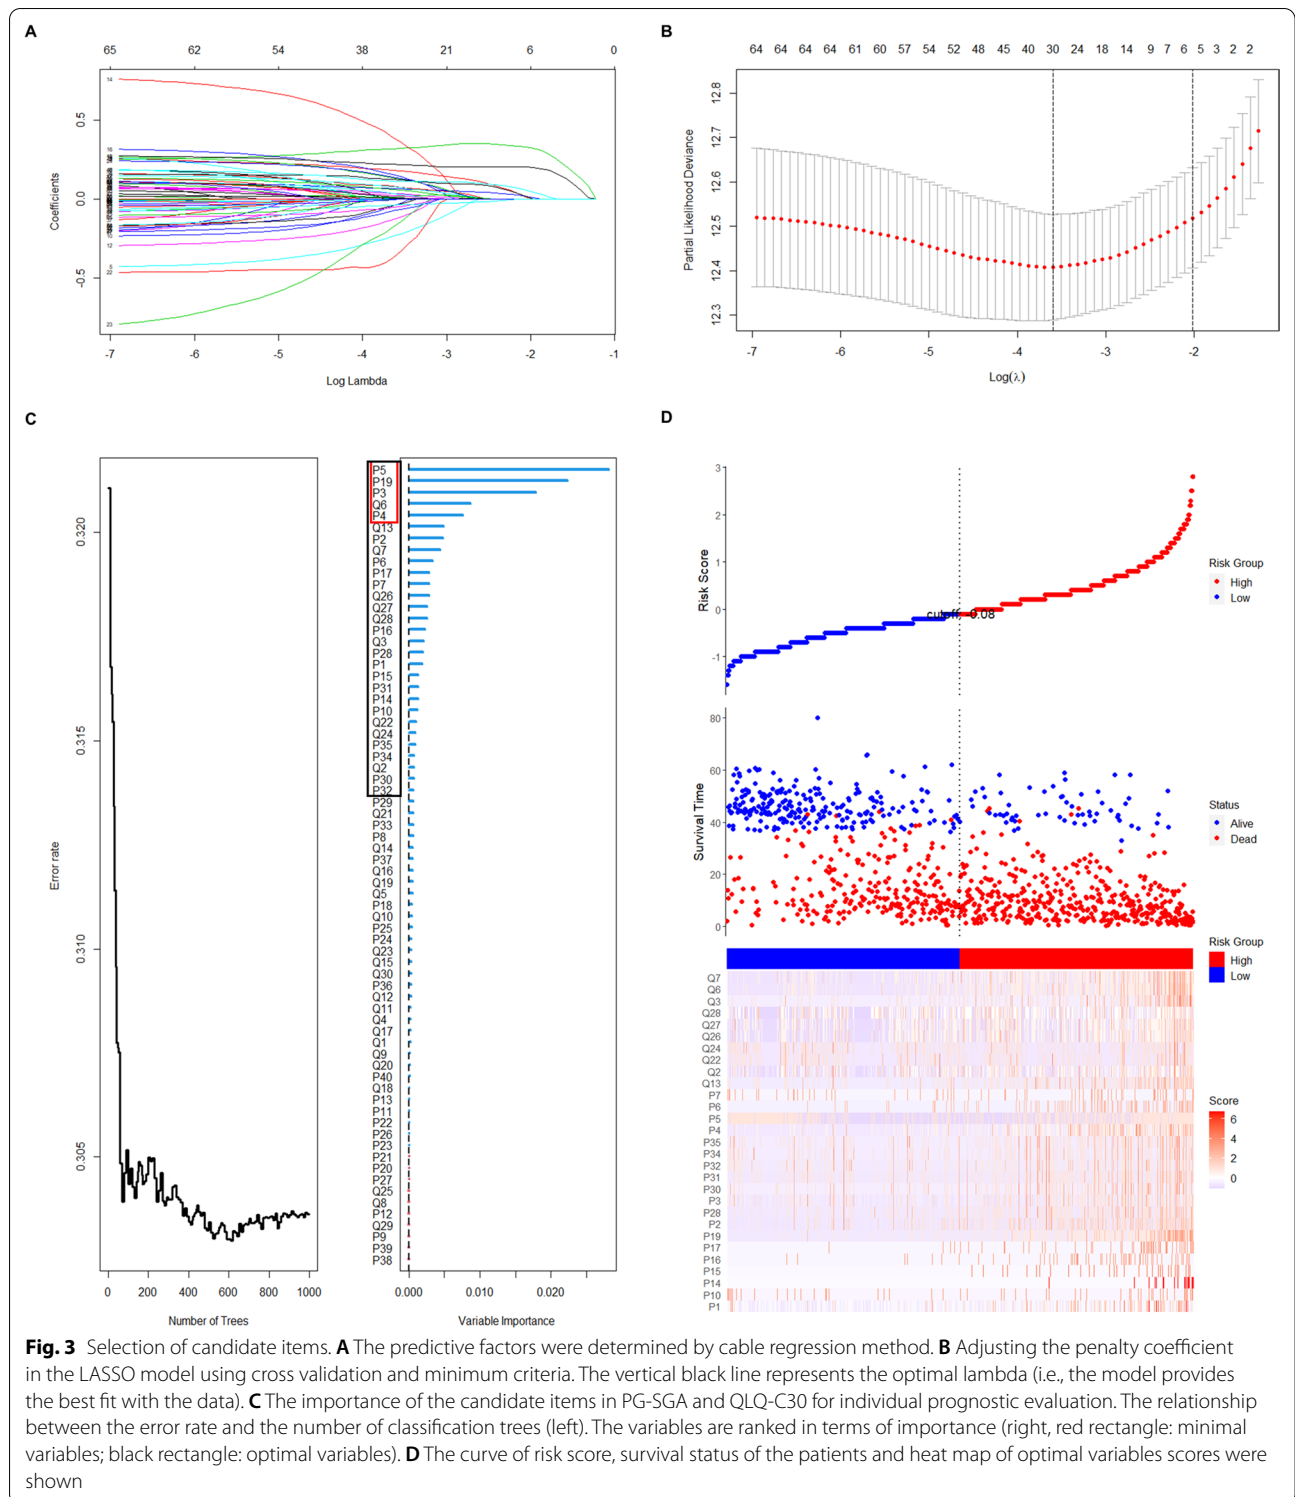 A
65 62 54 38 21 6 0
14
16
10
12
5
22
23
0.5
0.0
-0.5
Coefficients
-7 -6 -5 -4 -3 -2 -1
Log Lambda
B
64 64 64 64 61 60 57 54 52 48 45 40 30 24 18 14 9 7 6 5 3 2 2
12.8
12.7
12.6
12.5
12.4
12.3
Partial Likelihood Deviance
-7 -6 -5 -4 -3 -2
Log(λ)
C
0.320
0.315
0.310
0.305
Error rate
0 200 400 600 800 1000
Number of Trees
P5
P19
P3
Q6
P4
Q13
P2
Q7
P6
P17
P7
Q26
Q27
Q28
P16
Q3
P28
P1
P15
P31
P14
P10
Q22
Q24
P35
P34
Q2
P30
P32
P29
Q21
P33
P8
Q14
P37
Q16
Q19
Q5
P18
Q10
P25
P24
Q23
Q15
Q30
P36
Q12
Q11
Q4
Q17
Q1
Q9
Q20
P40
Q18
P13
P11
P22
P26
P23
P21
P20
P27
Q25
Q8
P12
Q29
P9
P39
P38
0.000 0.010 0.020
Variable Importance
D
3
2
1
0
-1
Risk Score
cutoff: -0.08
Risk Group
High
Low
80
60
40
20
0
Survival Time
Status
Alive
Dead
Risk Group
High
Low
Q7
Q6
Q3
Q28
Q27
Q26
Q24
Q22
Q2
Q13
P7
P6
P5
P4
P35
P34
P32
P31
P30
P3
P28
P2
P19
P17
P16
P15
P14
P10
P1
Score
6
4
2
0
Fig. 3 Selection of candidate items. A The predictive factors were determined by cable regression method. B Adjusting the penalty coefficient
in the LASSO model using cross validation and minimum criteria. The vertical black line represents the optimal lambda (i.e., the model provides
the best fit with the data). C The importance of the candidate items in PG-SGA and QLQ-C30 for individual prognostic evaluation. The relationship
between the error rate and the number of classification trees (left). The variables are ranked in terms of importance (right, red rectangle: minimal
variables; black rectangle: optimal variables). D The curve of risk score, survival status of the patients and heat map of optimal variables scores were
shown